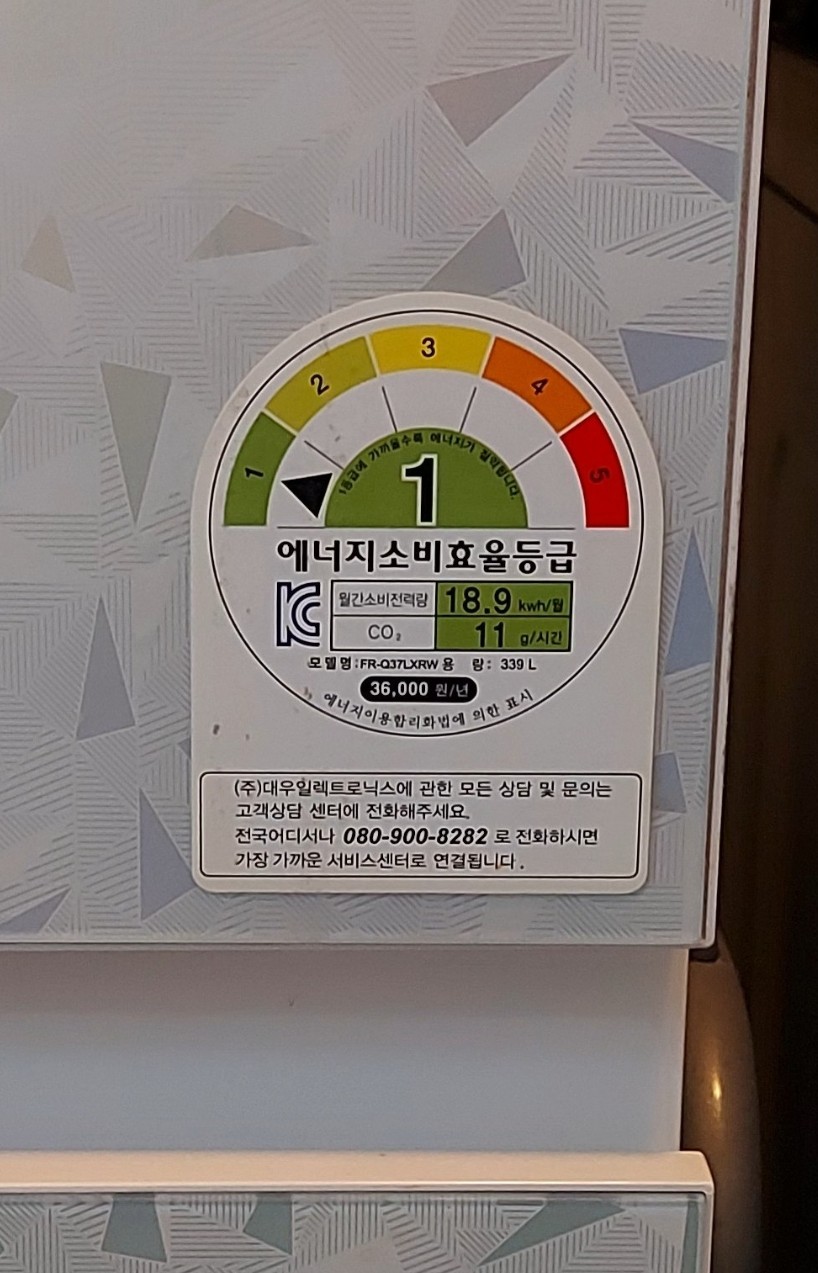 1 2 3 4 5
1등급에 가까울수록 에너지가 절약됩니다.
1
에너지소비효율등급
월간소비전력량 18.9 kwh/월
CO₂ 11 g/시간
모델명:FR-Q37LXRW 용 량: 339 L
36,000 원/년
에너지이용합리화법에 의한 표시
(주)대우일렉트로닉스에 관한 모든 상담 및 문의는
고객상담 센터에 전화해주세요.
전국어디서나 080-900-8282 로 전화하시면
가장 가까운 서비스센터로 연결됩니다.